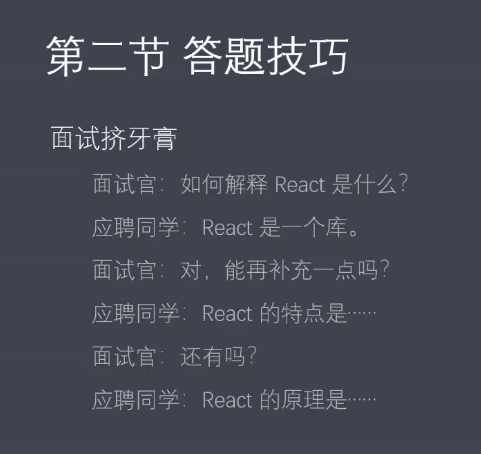 第二节 答题技巧
面试挤牙膏
面试官：如何解释 React 是什么？
应聘同学：React 是一个库。
面试官：对，能再补充一点吗？
应聘同学：React 的特点是……
面试官：还有吗？
应聘同学：React 的原理是……